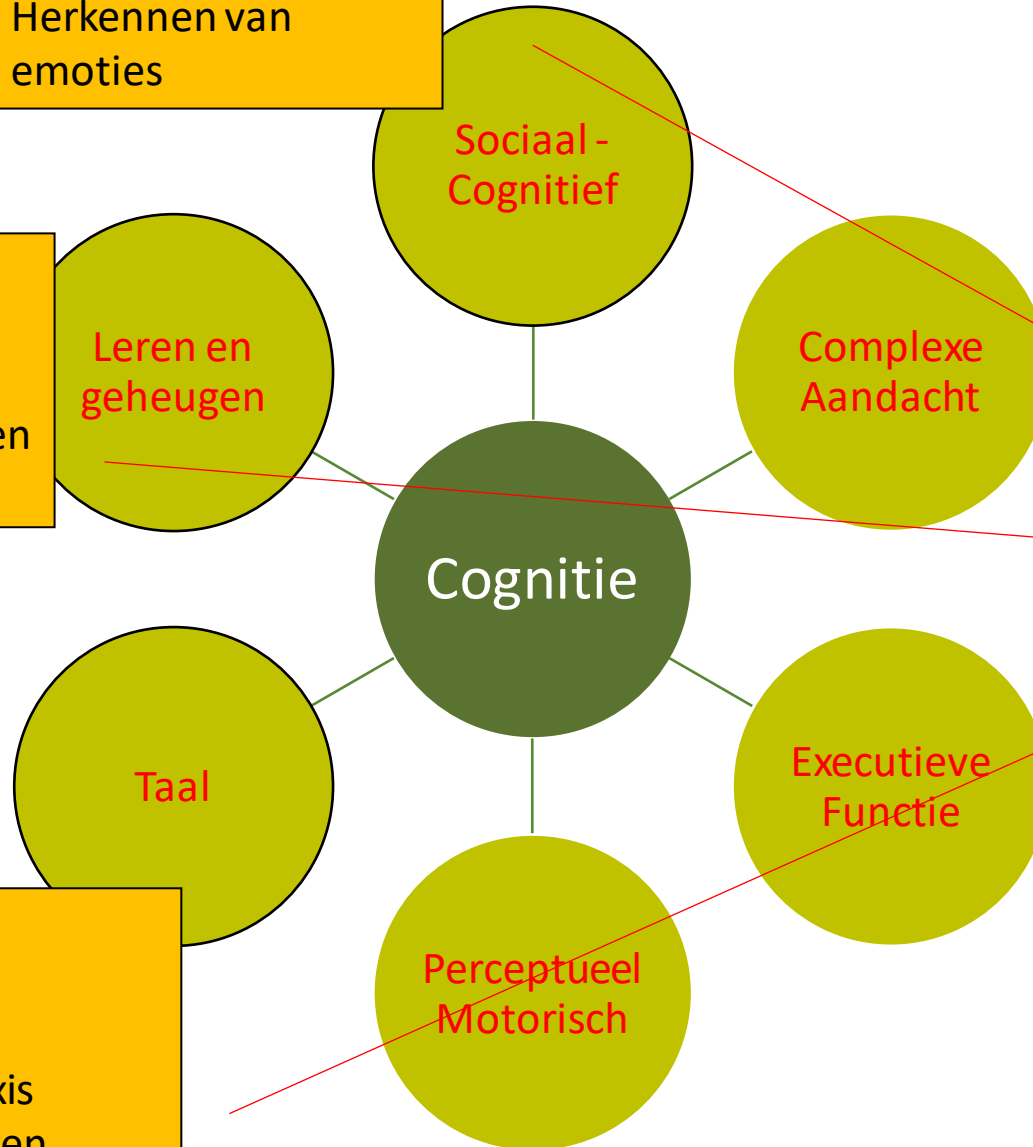 Herkennen van
emoties
Sociaal -
Cognitief
Leren en
geheugen
Complexe
Aandacht
Cognitie
Taal
Executieve
Functie
Perceptueel
Motorisch